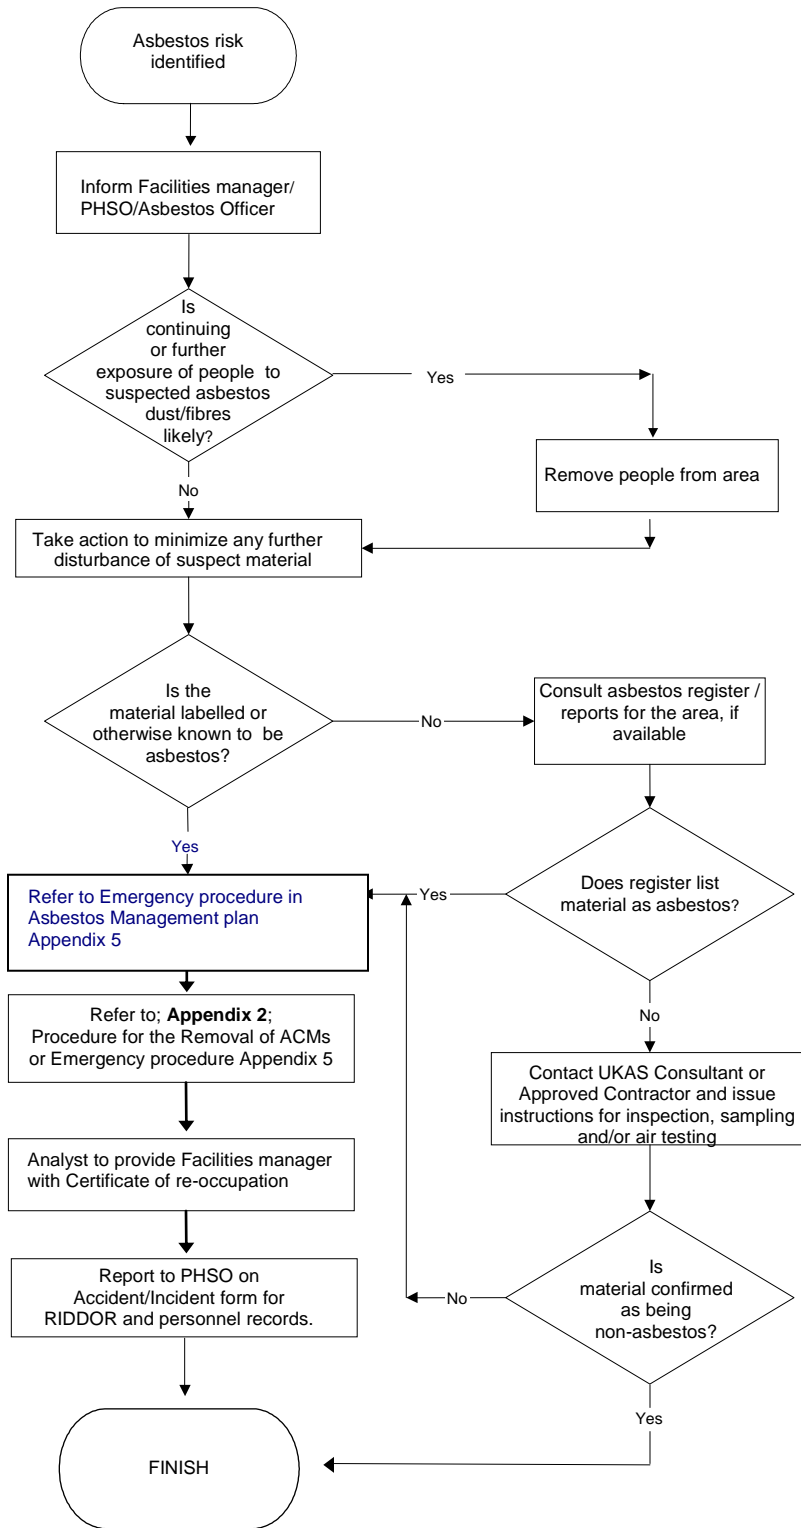 Asbestos risk
identified
Inform Facilities manager/
PHSO/Asbestos Officer
Is
continuing
or further
exposure of people to
suspected asbestos
dust/fibres
likely?
Yes
Remove people from area
No
Take action to minimize any further
disturbance of suspect material
Is the
material labelled or
otherwise known to be
asbestos?
No
Consult asbestos register /
reports for the area, if
available
Yes
Does register list
material as asbestos?
Yes
Refer to Emergency procedure in
Asbestos Management plan
Appendix 5
No
Refer to; Appendix 2;
Procedure for the Removal of ACMs
or Emergency procedure Appendix 5
Contact UKAS Consultant or
Approved Contractor and issue
instructions for inspection, sampling
and/or air testing
Analyst to provide Facilities manager
with Certificate of re-occupation
Is
material confirmed
as being
non-asbestos?
No
Report to PHSO on
Accident/Incident form for
RIDDOR and personnel records.
Yes
FINISH